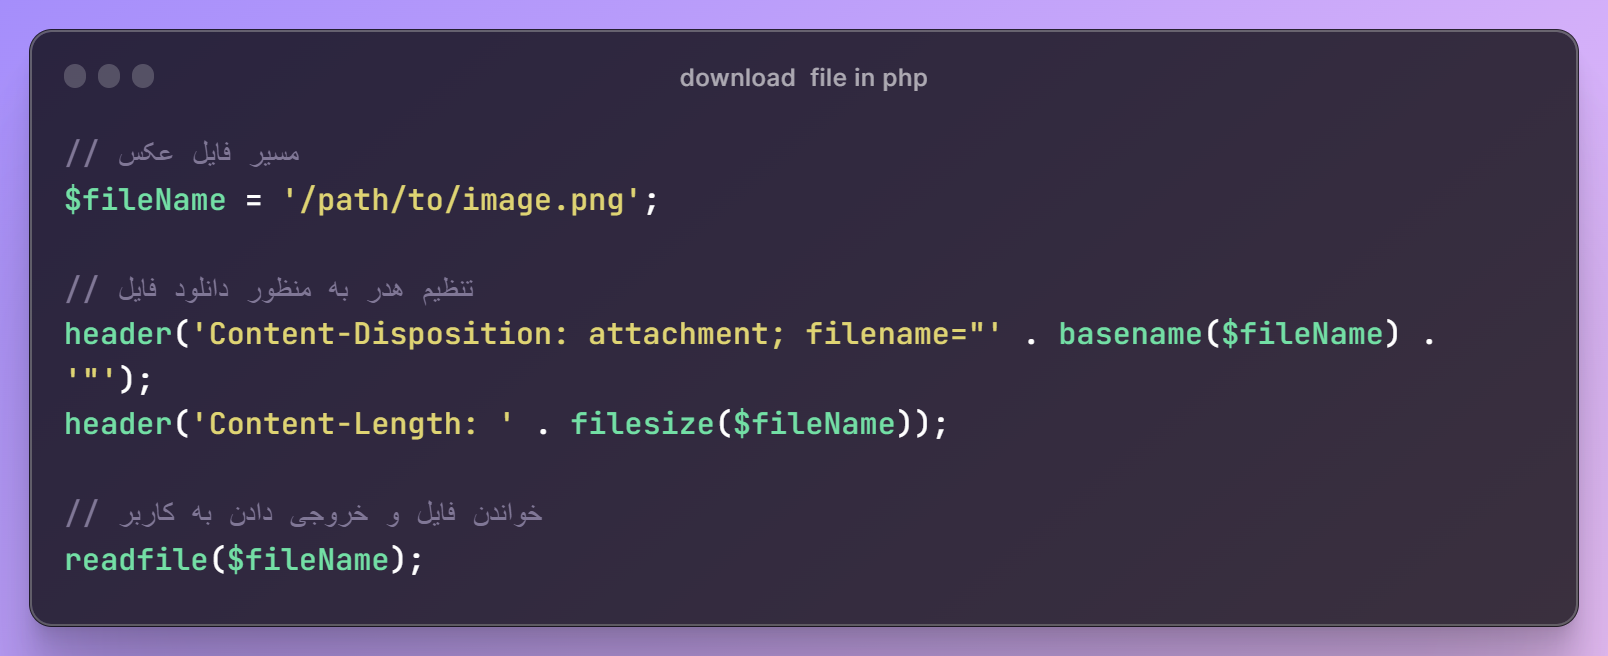 download  file in php
// مسیر فایل عکس
$fileName = '/path/to/image.png';
// تنظیم هدر به منظور دانلود فایل
header('Content-Disposition: attachment; filename="' . basename($fileName) .
'"');
header('Content-Length: ' . filesize($fileName));
// خواندن فایل و خروجی دادن به کاربر
readfile($fileName);